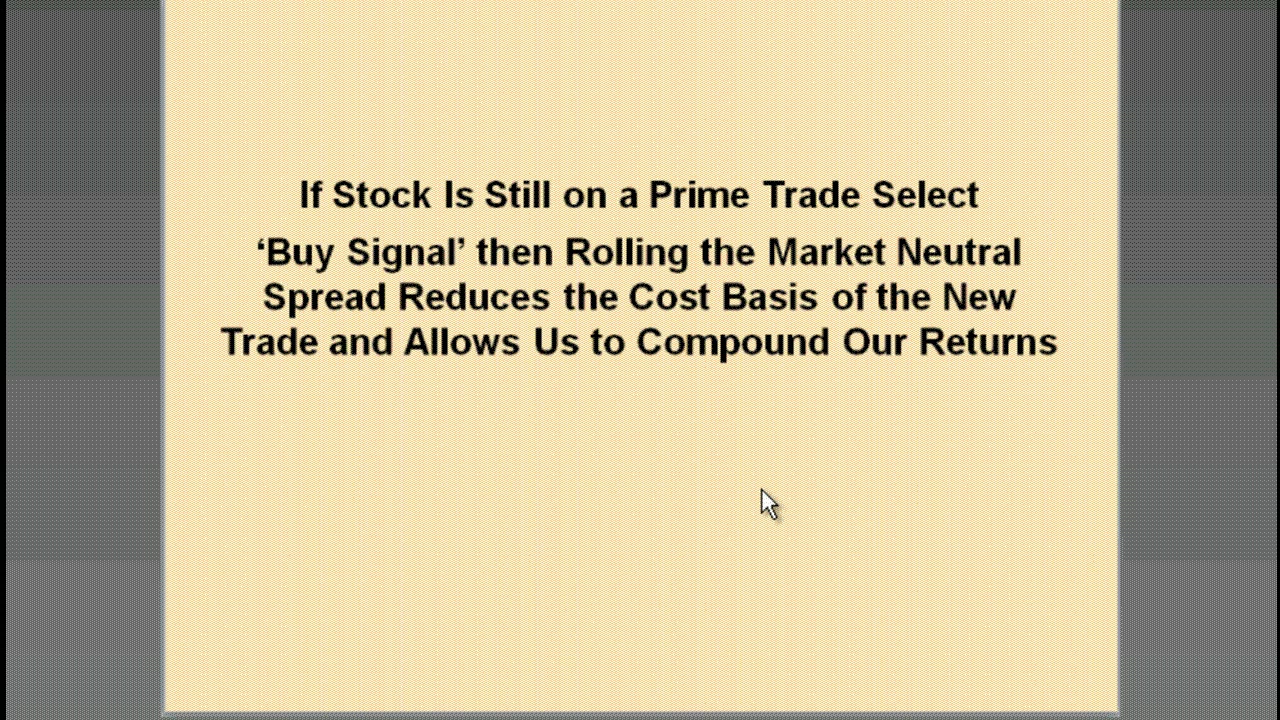 If Stock Is Still on a Prime Trade Select
‘Buy Signal’ then Rolling the Market Neutral
Spread Reduces the Cost Basis of the New
Trade and Allows Us to Compound Our Returns